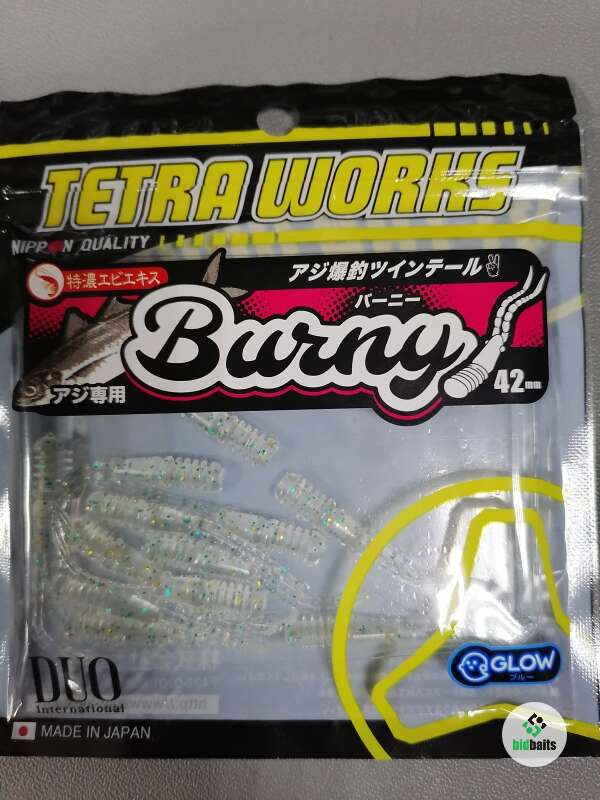 TETRA WORKS
NIPPON QUALITY
特濃エビエキス
アジ爆釣ツインテール
バーニー
Burny
アジ専用
42mm
DUO
international
GLOW
ブルー
MADE IN JAPAN
bidbaits